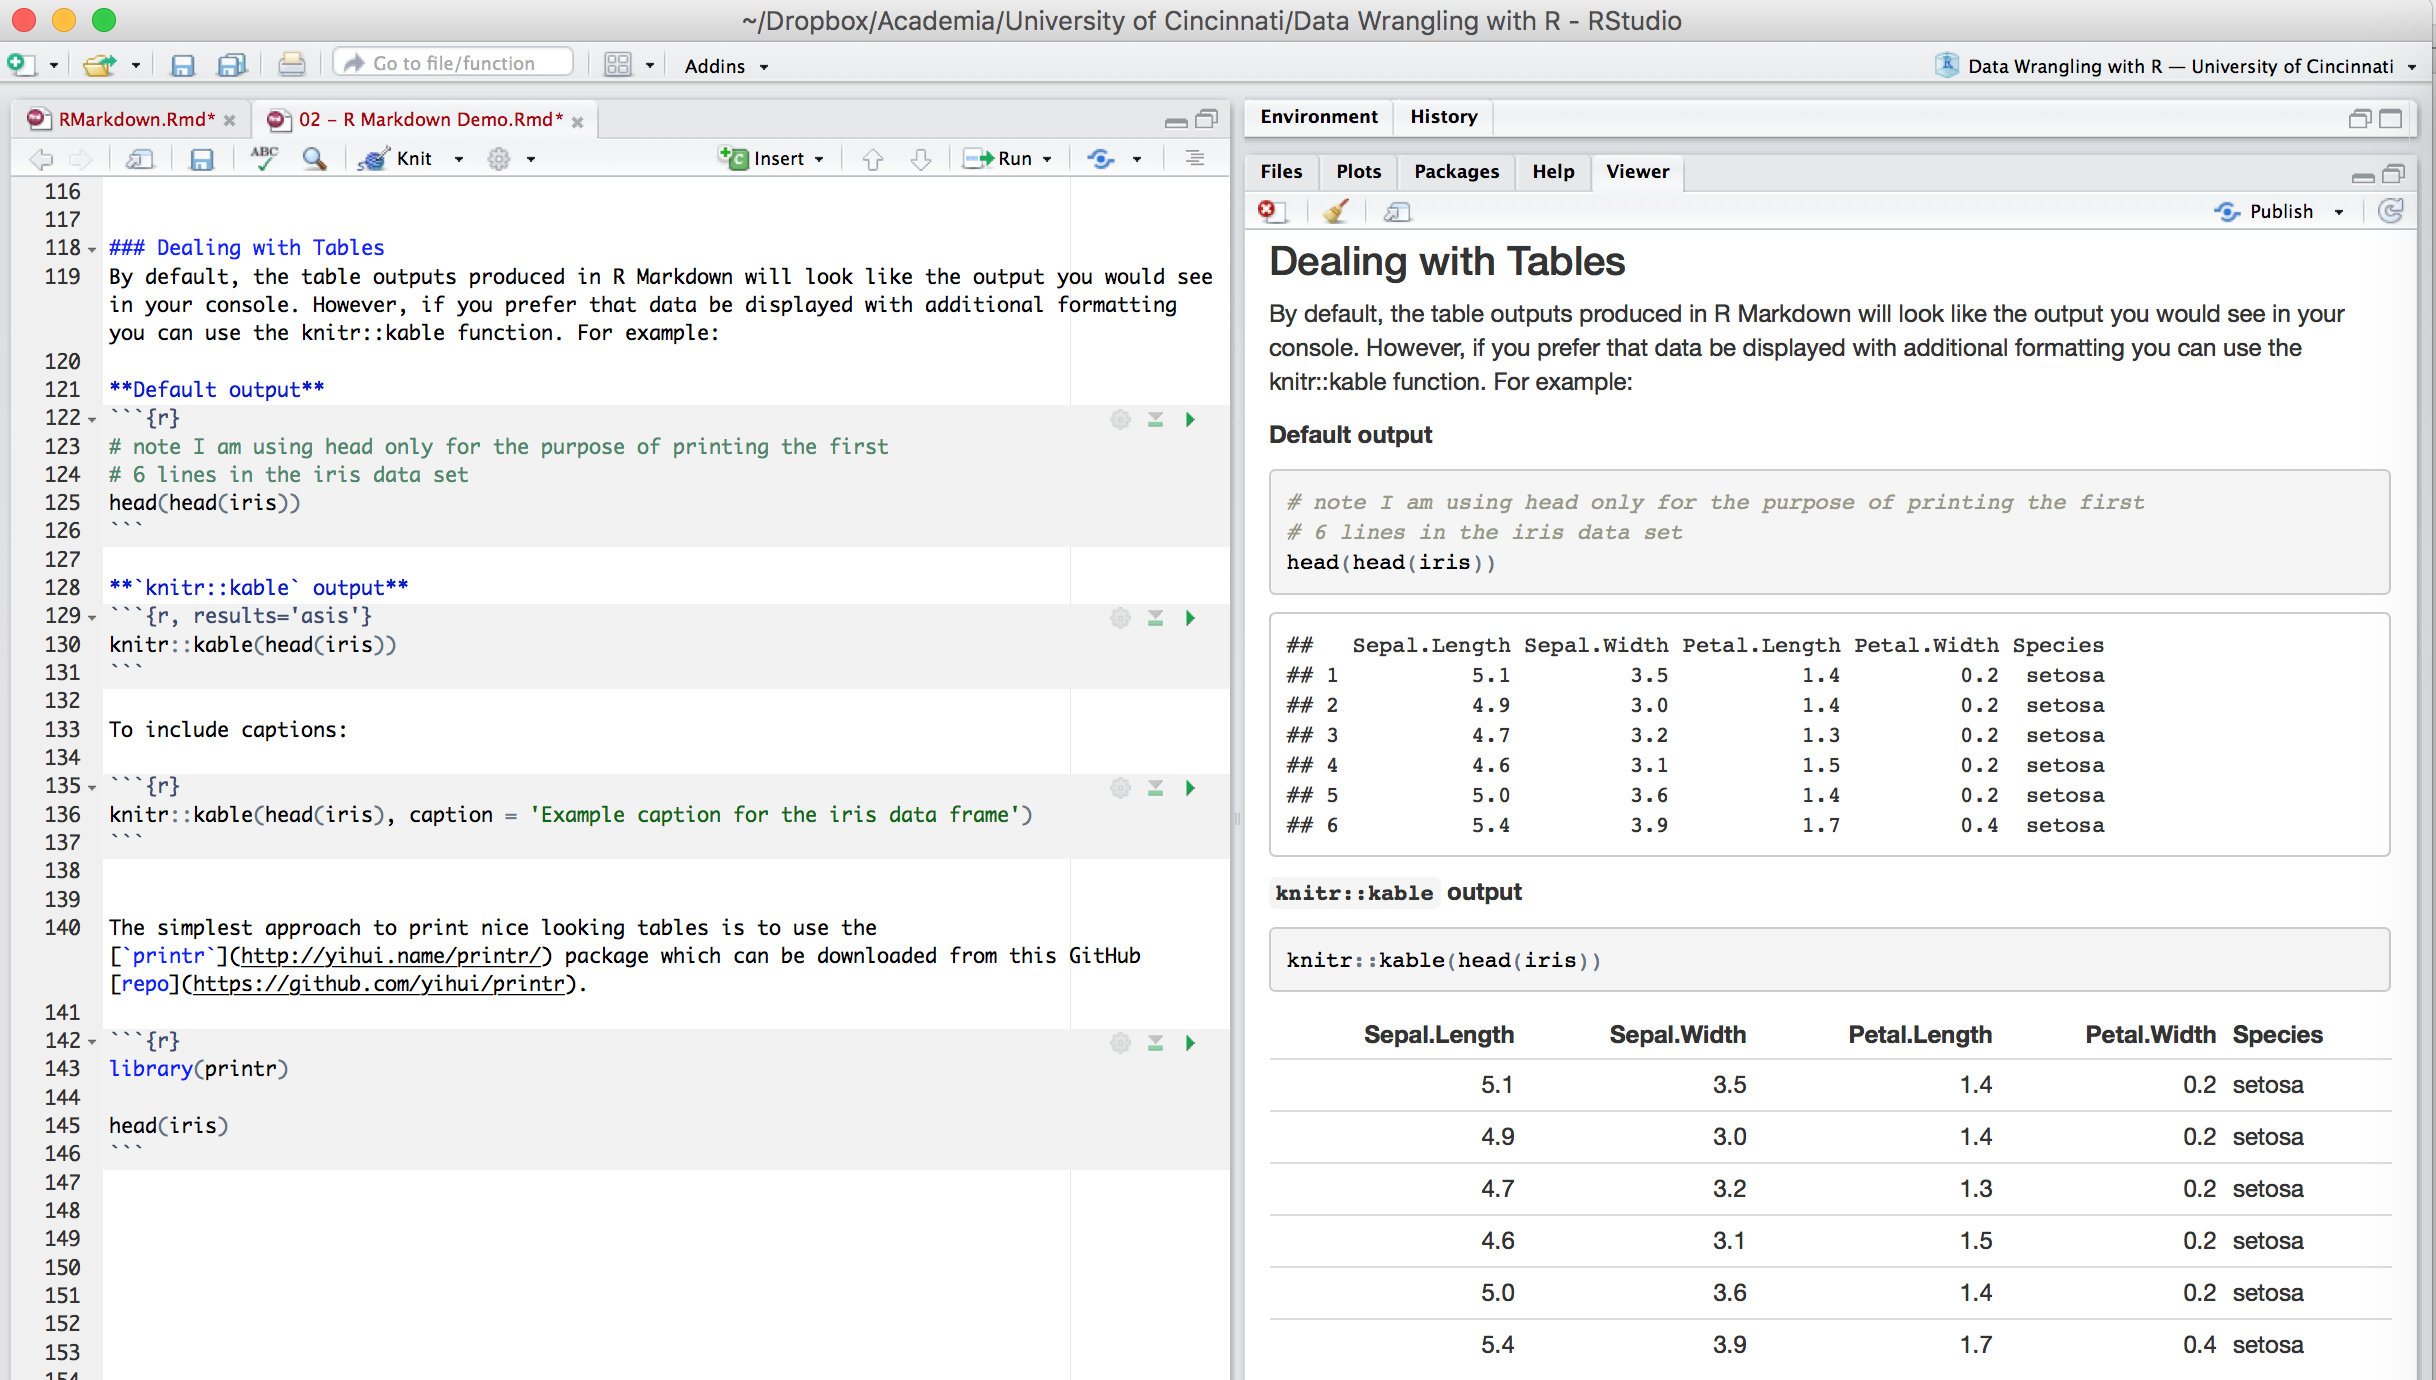 ~/Dropbox/Academia/University of Cincinnati/Data Wrangling with R - RStudio
Go to file/function
Addins
Data Wrangling with R — University of Cincinnati
RMarkdown.Rmd*
02 – R Markdown Demo.Rmd*
ABC
Knit
Insert
Run
116
117
118 ### Dealing with Tables
119 By default, the table outputs produced in R Markdown will look like the output you would see
in your console. However, if you prefer that data be displayed with additional formatting
you can use the knitr::kable function. For example:
120
121 **Default output**
122 ```{r}
123 # note I am using head only for the purpose of printing the first
124 # 6 lines in the iris data set
125 head(head(iris))
126 ```
127
128 **`knitr::kable` output**
129 ```{r, results='asis'}
130 knitr::kable(head(iris))
131 ```
132
133 To include captions:
134
135 ```{r}
136 knitr::kable(head(iris), caption = 'Example caption for the iris data frame')
137 ```
138
139
140 The simplest approach to print nice looking tables is to use the
[`printr`](http://yihui.name/printr/) package which can be downloaded from this GitHub
[repo](https://github.com/yihui/printr).
141
142 ```{r}
143 library(printr)
144
145 head(iris)
146 ```
147
148
149
150
151
152
153
154
Environment
History
Files
Plots
Packages
Help
Viewer
Publish
Dealing with Tables
By default, the table outputs produced in R Markdown will look like the output you would see in your
console. However, if you prefer that data be displayed with additional formatting you can use the
knitr::kable function. For example:
Default output
# note I am using head only for the purpose of printing the first
# 6 lines in the iris data set
head(head(iris))
##   Sepal.Length Sepal.Width Petal.Length Petal.Width Species
## 1          5.1         3.5          1.4         0.2  setosa
## 2          4.9         3.0          1.4         0.2  setosa
## 3          4.7         3.2          1.3         0.2  setosa
## 4          4.6         3.1          1.5         0.2  setosa
## 5          5.0         3.6          1.4         0.2  setosa
## 6          5.4         3.9          1.7         0.4  setosa
knitr::kable output
knitr::kable(head(iris))
Sepal.Length Sepal.Width Petal.Length Petal.Width Species
5.1 3.5 1.4 0.2 setosa
4.9 3.0 1.4 0.2 setosa
4.7 3.2 1.3 0.2 setosa
4.6 3.1 1.5 0.2 setosa
5.0 3.6 1.4 0.2 setosa
5.4 3.9 1.7 0.4 setosa